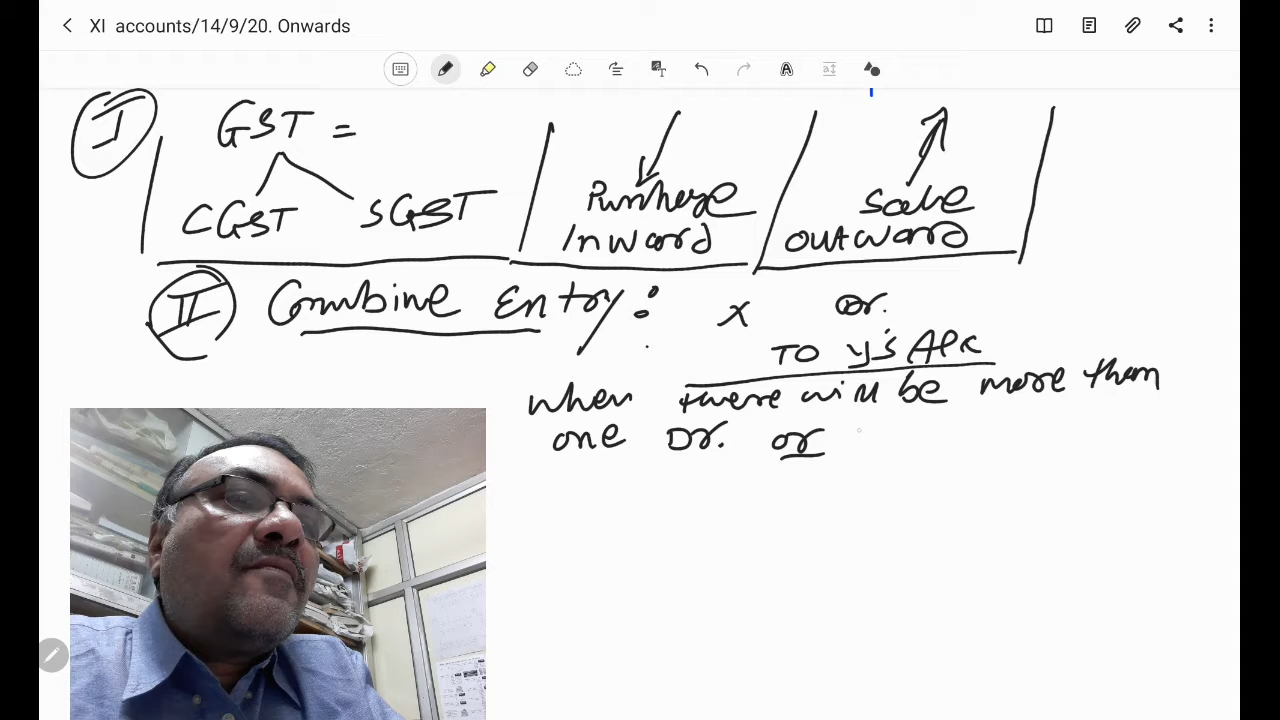 XI accounts/14/9/20. Onwards
I GST =
CGST SGST
Purchase
Inward
Sale
outward
II Combine Entry: x Dr.
TO y's A/c
when there will be more than
one Dr. or